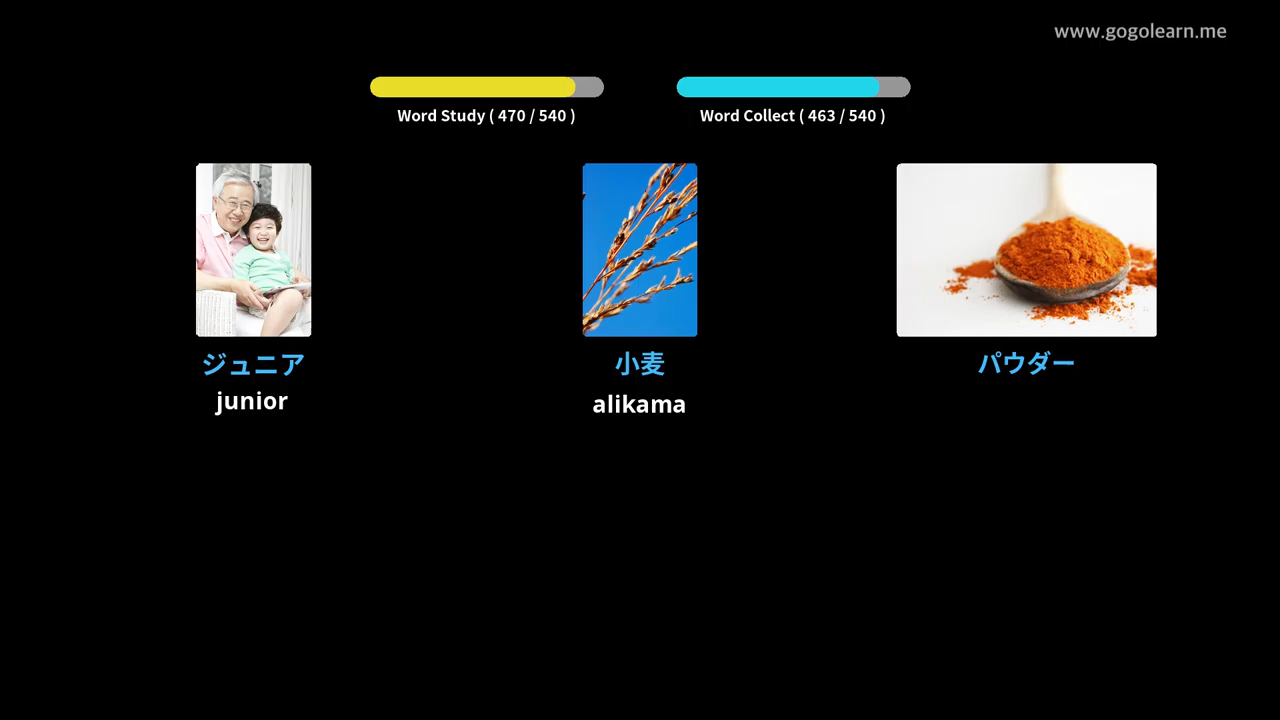 www.gogolearn.me
Word Study ( 470 / 540 )
Word Collect ( 463 / 540 )
ジュニア
junior
小麦
alikama
パウダー